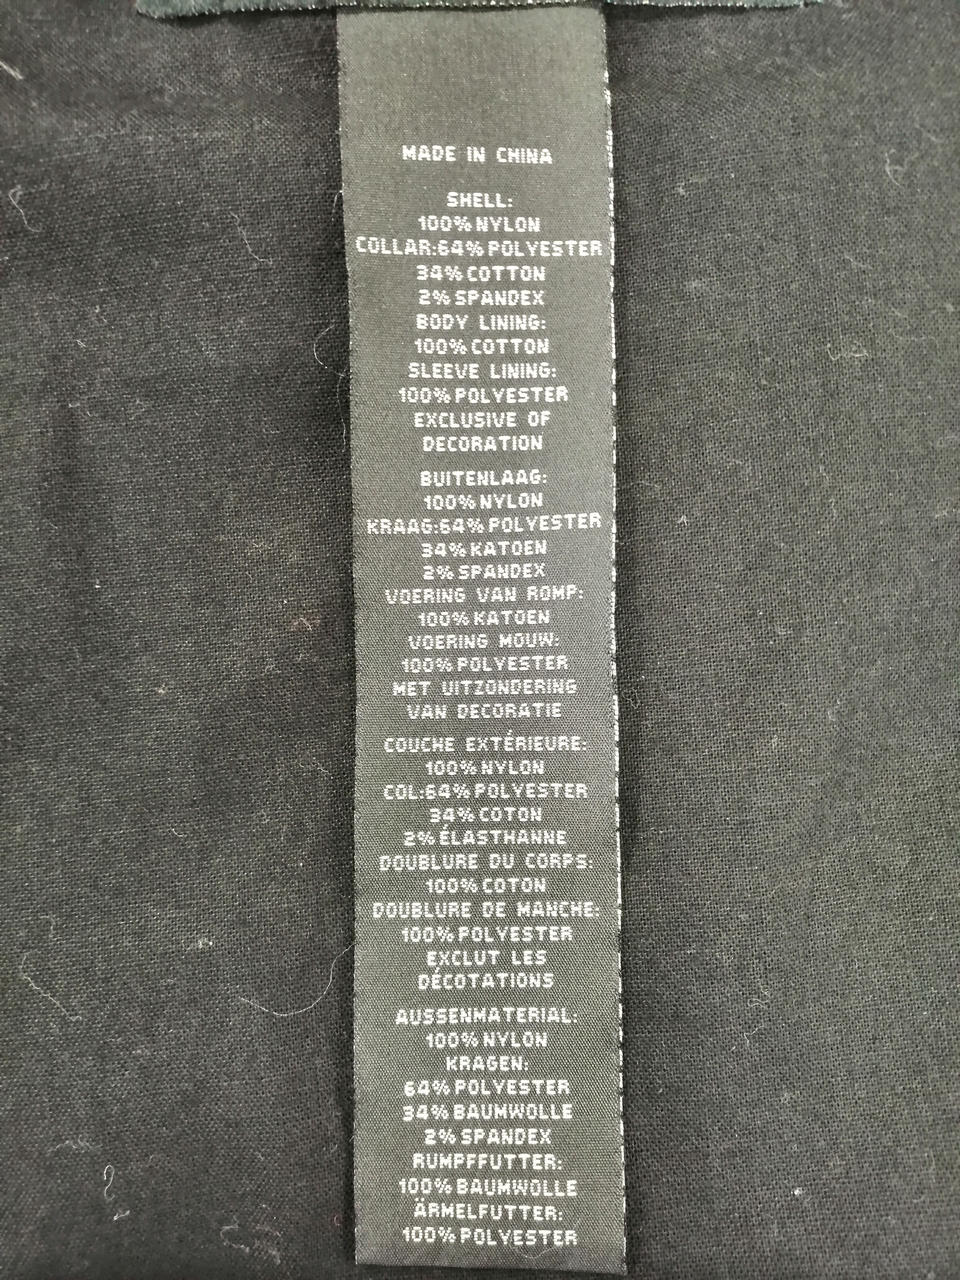 MADE IN CHINA
SHELL:
100% NYLON
COLLAR:64% POLYESTER
34% COTTON
2% SPANDEX
BODY LINING:
100% COTTON
SLEEVE LINING:
100% POLYESTER
EXCLUSIVE OF
DECORATION
BUITENLAAG:
100% NYLON
KRAAG:64% POLYESTER
34% KATOEN
2% SPANDEX
VOERING VAN ROMP:
100% KATOEN
VOERING MOUW:
100% POLYESTER
MET UITZONDERING
VAN DECORATIE
COUCHE EXTÉRIEURE:
100% NYLON
COL:64% POLYESTER
34% COTON
2% ÉLASTHANNE
DOUBLURE DU CORPS:
100% COTON
DOUBLURE DE MANCHE:
100% POLYESTER
EXCLUT LES
DÉCOTATIONS
AUSSENMATERIAL:
100% NYLON
KRAGEN:
64% POLYESTER
34% BAUMWOLLE
2% SPANDEX
RUMPFFUTTER:
100% BAUMWOLLE
ÄRMELFUTTER:
100% POLYESTER